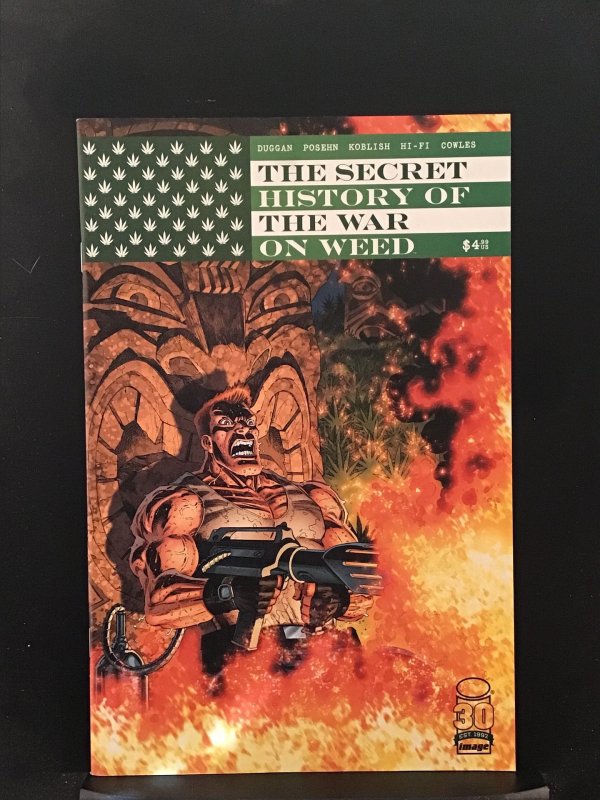 DUGGAN POSEHN KOBLISH HI-FI COWLES
THE SECRET
HISTORY OF
THE WAR
ON WEED
$4.99
US
30
EST 1992
image